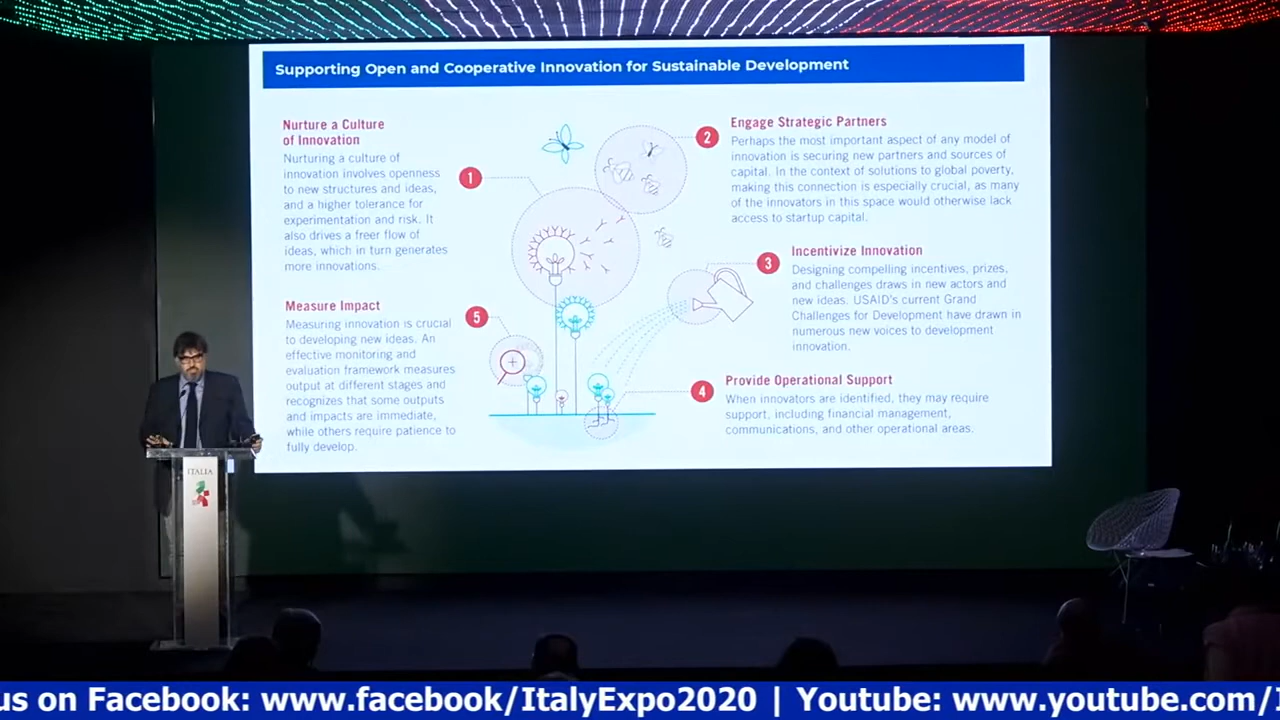 Supporting Open and Cooperative Innovation for Sustainable Development
Nurture a Culture
of Innovation
Nurturing a culture of
innovation involves openness
to new structures and ideas,
and a higher tolerance for
experimentation and risk. It
also drives a freer flow of
ideas, which in turn generates
more innovations.
1
2
Engage Strategic Partners
Perhaps the most important aspect of any model of
innovation is securing new partners and sources of
capital. In the context of solutions to global poverty,
making this connection is especially crucial, as many
of the innovators in this space would otherwise lack
access to startup capital.
3
Incentivize Innovation
Designing compelling incentives, prizes,
and challenges draws in new actors and
new ideas. USAID's current Grand
Challenges for Development have drawn in
numerous new voices to development
innovation.
4
Provide Operational Support
When innovators are identified, they may require
support, including financial management,
communications, and other operational areas.
Measure Impact
5
Measuring innovation is crucial
to developing new ideas. An
effective monitoring and
evaluation framework measures
output at different stages and
recognizes that some outputs
and impacts are immediate,
while others require patience to
fully develop.
ITALIA
us on Facebook: www.facebook/ItalyExpo2020 | Youtube: www.youtube.com/I